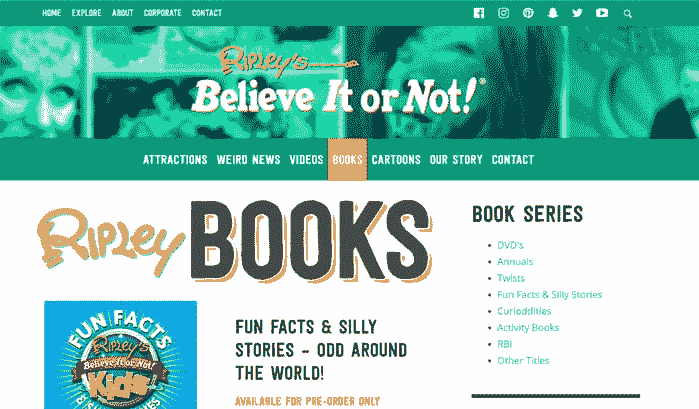 HOME EXPLORE ABOUT CORPORATE CONTACT
Ripley's
Believe It or Not!®
ATTRACTIONS WEIRD NEWS VIDEOS BOOKS CARTOONS OUR STORY CONTACT
Ripley BOOKS
BOOK SERIES
DVD's
Annuals
Twists
Fun Facts & Silly Stories
Curioddities
Activity Books
RBI
Other Titles
FUN FACTS
Ripley's
Believe It or Not!
Kids
FUN FACTS & SILLY
STORIES - ODD AROUND
THE WORLD!
AVAILABLE FOR PRE-ORDER ONLY